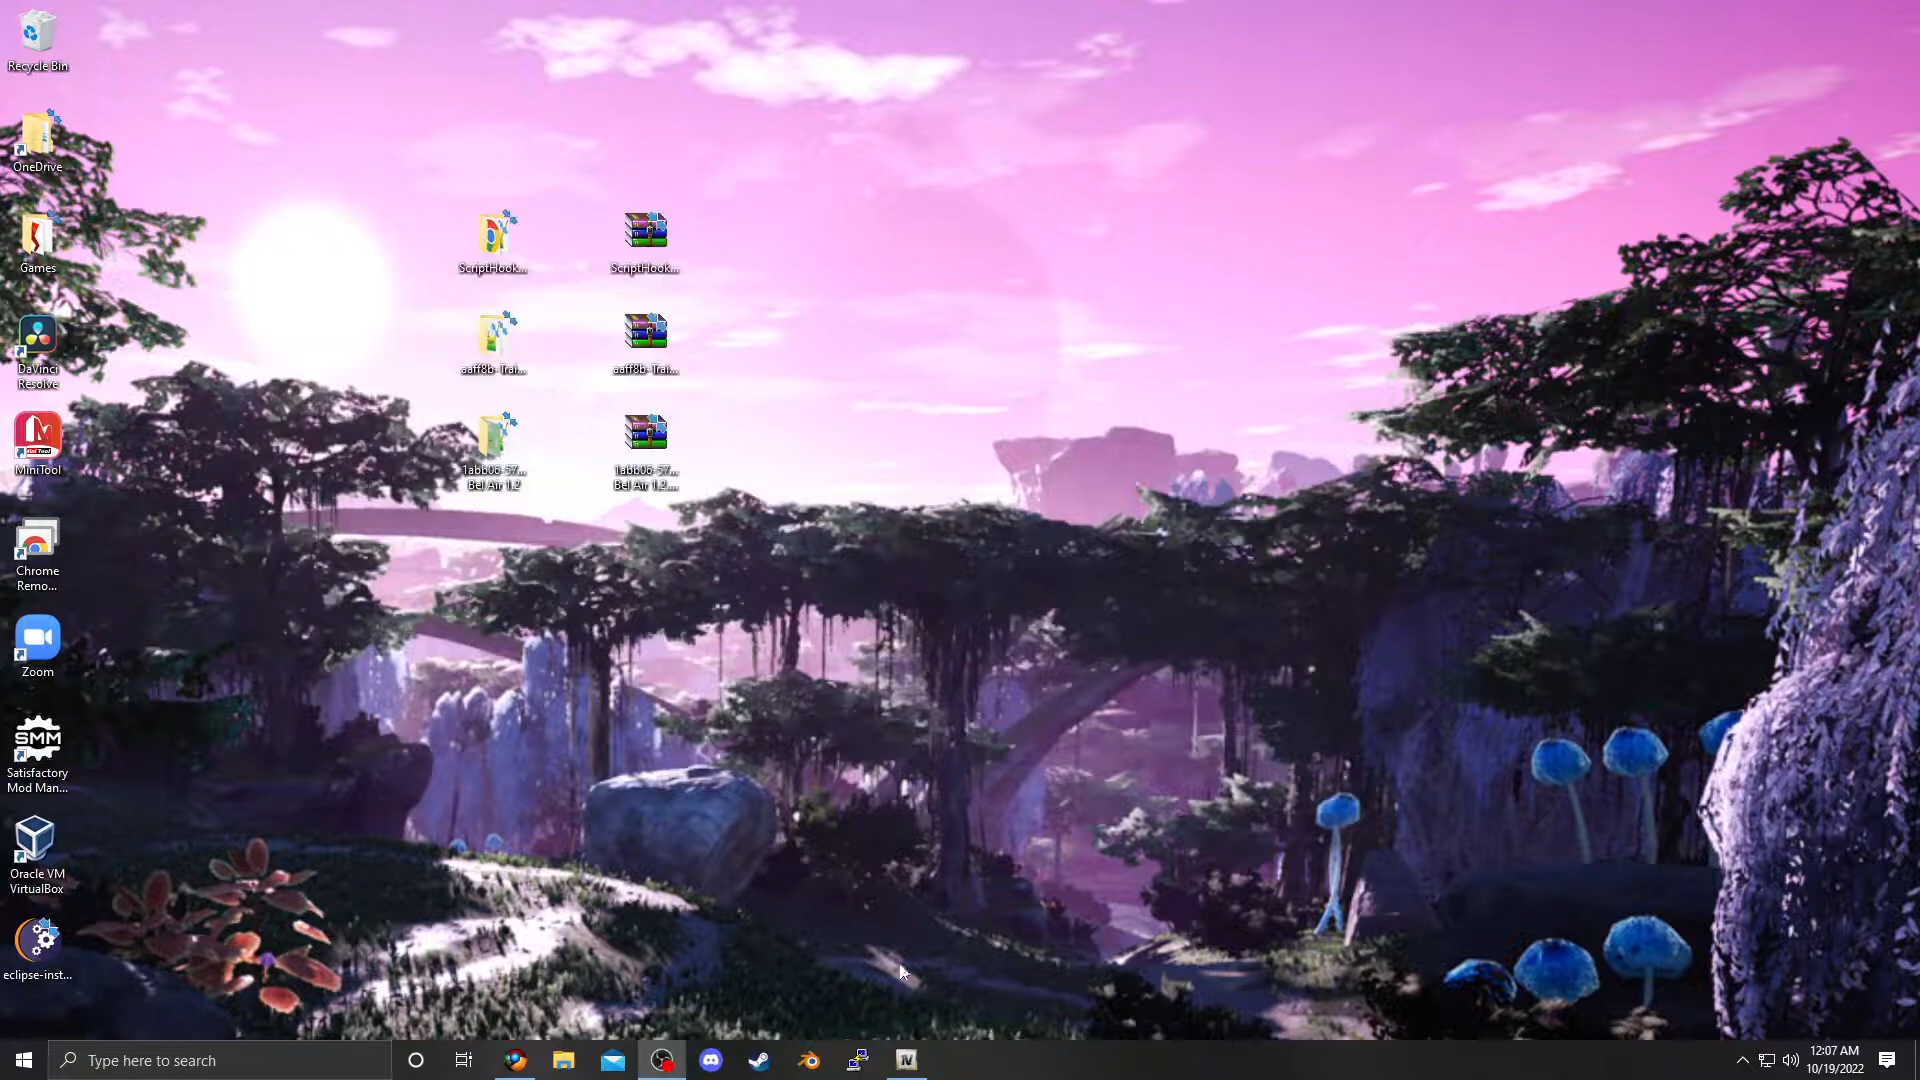 Recycle Bin
OneDrive
Games
DaVinci
Resolve
MiniTool
Chrome
Remo...
Zoom
SMM
Satisfactory
Mod Man...
Oracle VM
VirtualBox
eclipse-inst...
ScriptHook...
ScriptHook...
aaff8b-Trai...
aaff8b-Trai...
1abb06-57...
Bel Air 1.2
1abb06-57...
Bel Air 1.2....
Type here to search
IV
12:07 AM
10/19/2022